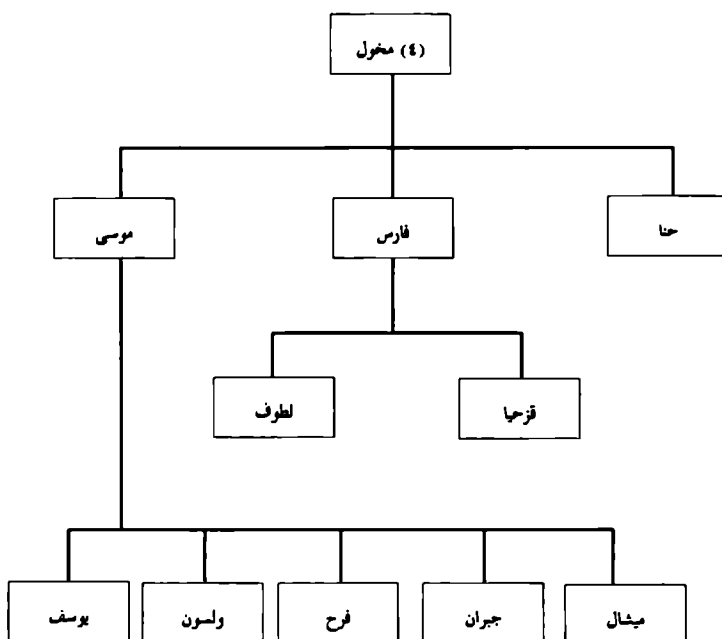 (٤) مخول
حنا
فارس
موسى
قزحيا
لطوف
ميشال
جبران
فرح
ولسون
يوسف